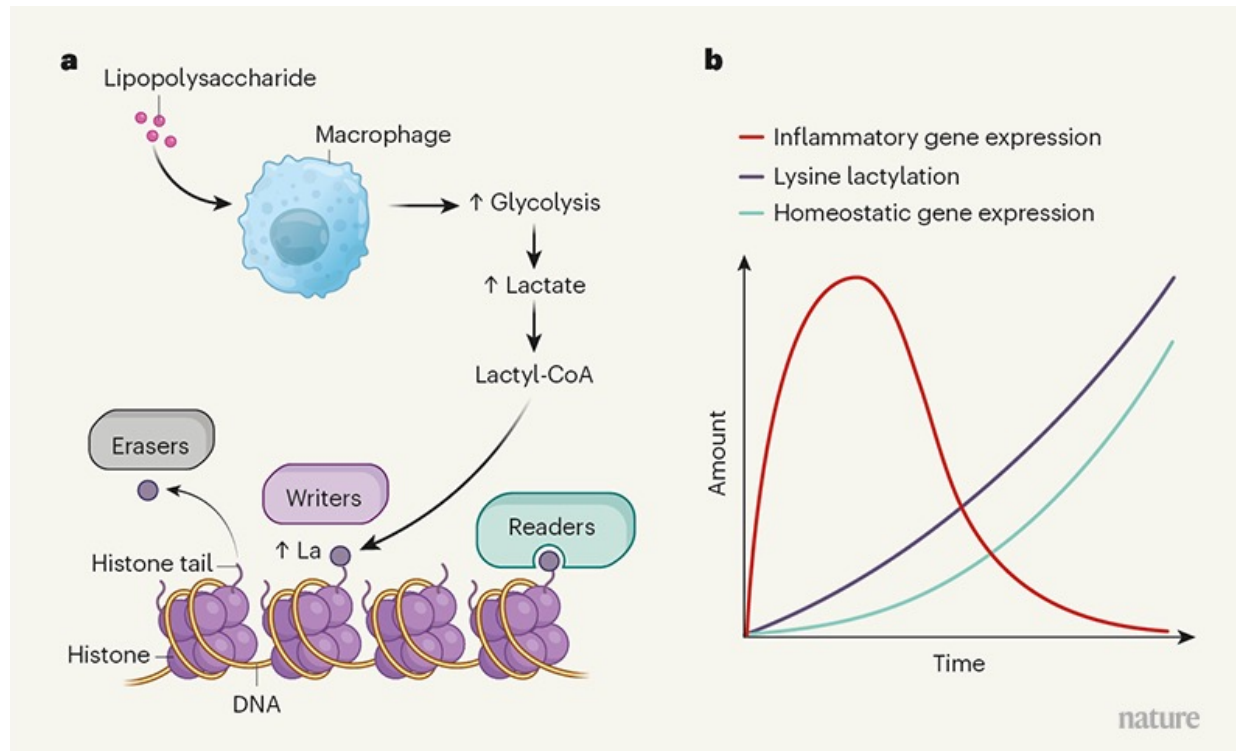 a
Lipopolysaccharide
Macrophage
↑ Glycolysis
↑ Lactate
Lactyl-CoA
Erasers
Writers
Readers
↑ La
Histone tail
Histone
DNA
b
Inflammatory gene expression
Lysine lactylation
Homeostatic gene expression
Amount
Time
nature